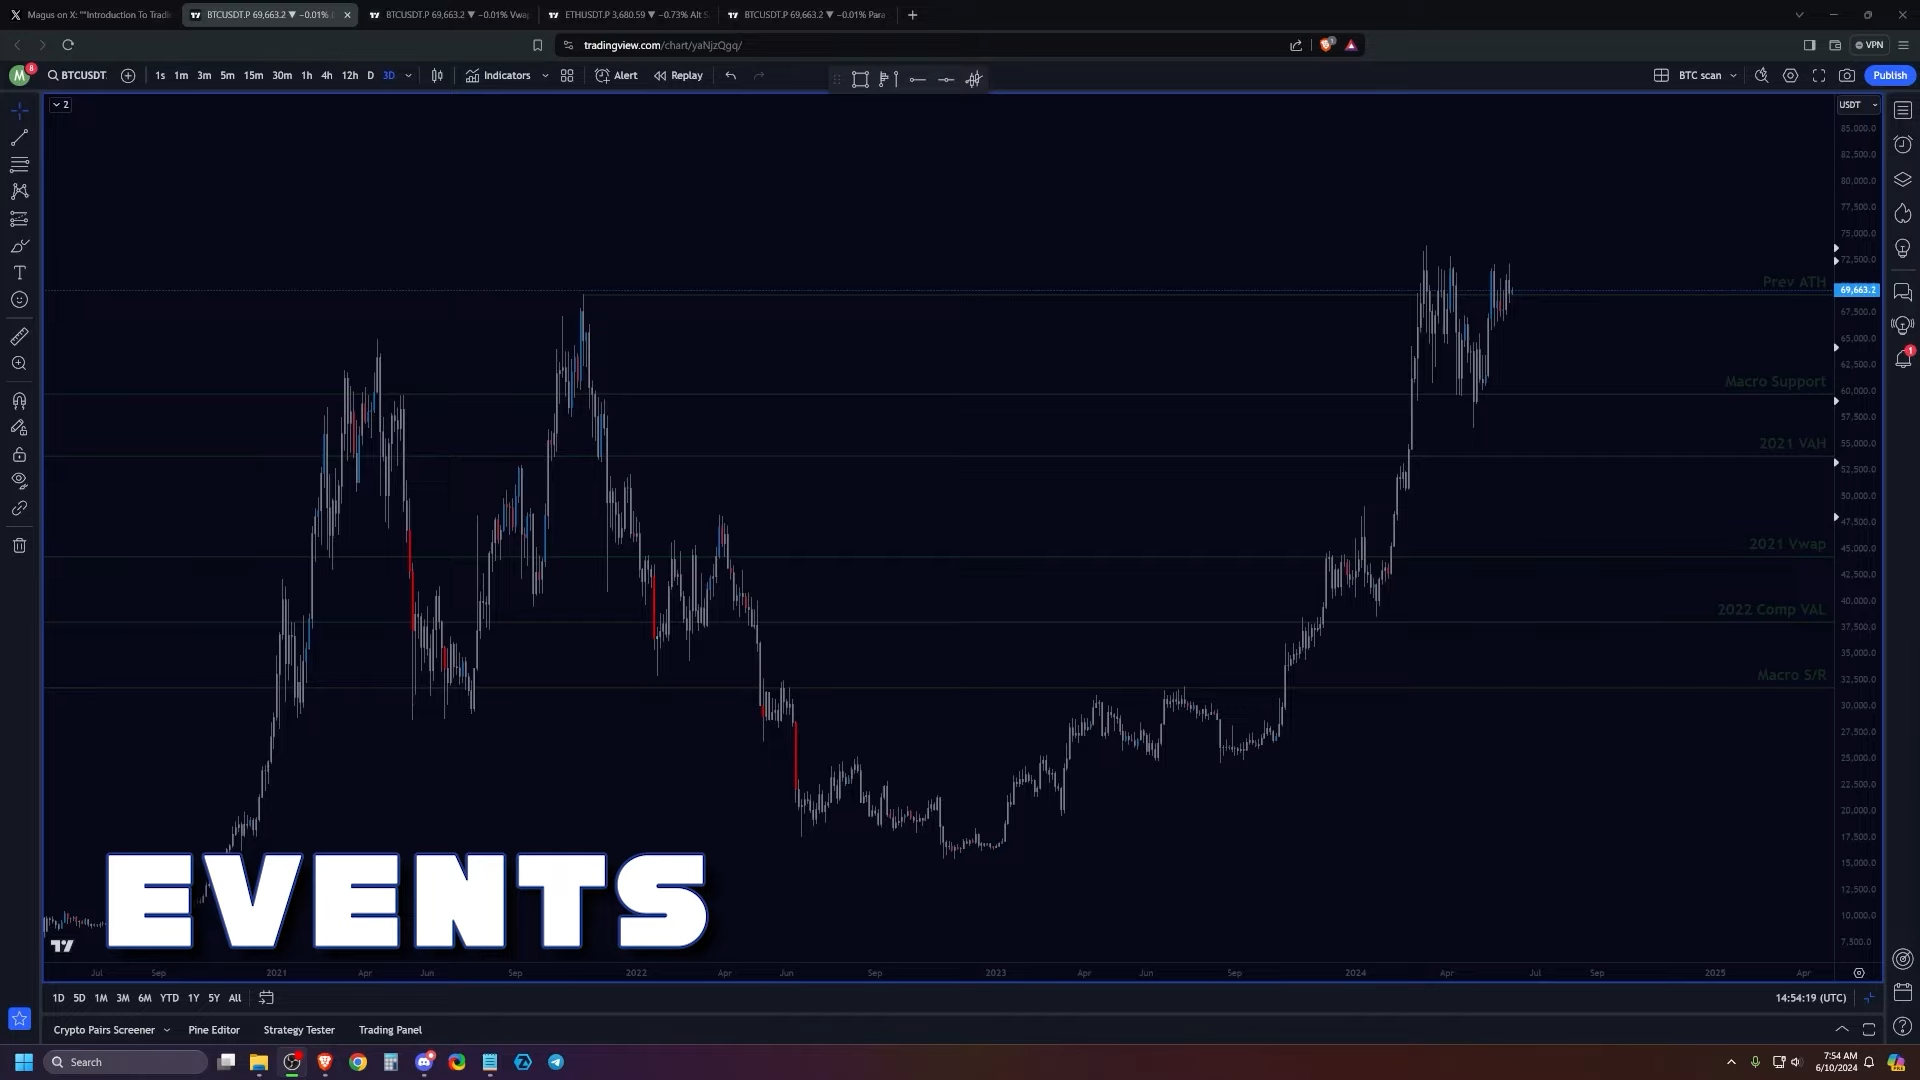 Magus on X: ""Introduction To Tradi
BTCUSDT.P 69,663.2 ▼ −0.01%
BTCUSDT.P 69,663.2 ▼ −0.01% Vwap
ETHUSDT.P 3,680.59 ▼ −0.73% Alt S
BTCUSDT.P 69,663.2 ▼ −0.01% Para
tradingview.com/chart/yaNjzQgq/
VPN
M 8
BTCUSDT
1s 1m 3m 5m 15m 30m 1h 4h 12h D 3D
Indicators
Alert
Replay
BTC scan
Publish
2
USDT
85,000.0
82,500.0
80,000.0
77,500.0
75,000.0
72,500.0
Prev ATH
69,663.2
67,500.0
65,000.0
62,500.0
Macro Support
60,000.0
57,500.0
2021 VAH
55,000.0
52,500.0
50,000.0
47,500.0
2021 Vwap
45,000.0
42,500.0
40,000.0
2022 Comp VAL
37,500.0
35,000.0
Macro S/R
32,500.0
30,000.0
27,500.0
25,000.0
22,500.0
20,000.0
17,500.0
15,000.0
12,500.0
10,000.0
7,500.0
EVENTS
Jul Sep 2021 Apr Jun Sep 2022 Apr Jun Sep 2023 Apr Jun Sep 2024 Apr Jul Sep 2025 Apr
1D 5D 1M 3M 6M YTD 1Y 5Y All
14:54:19 (UTC)
Crypto Pairs Screener Pine Editor Strategy Tester Trading Panel
Search
7:54 AM
6/10/2024